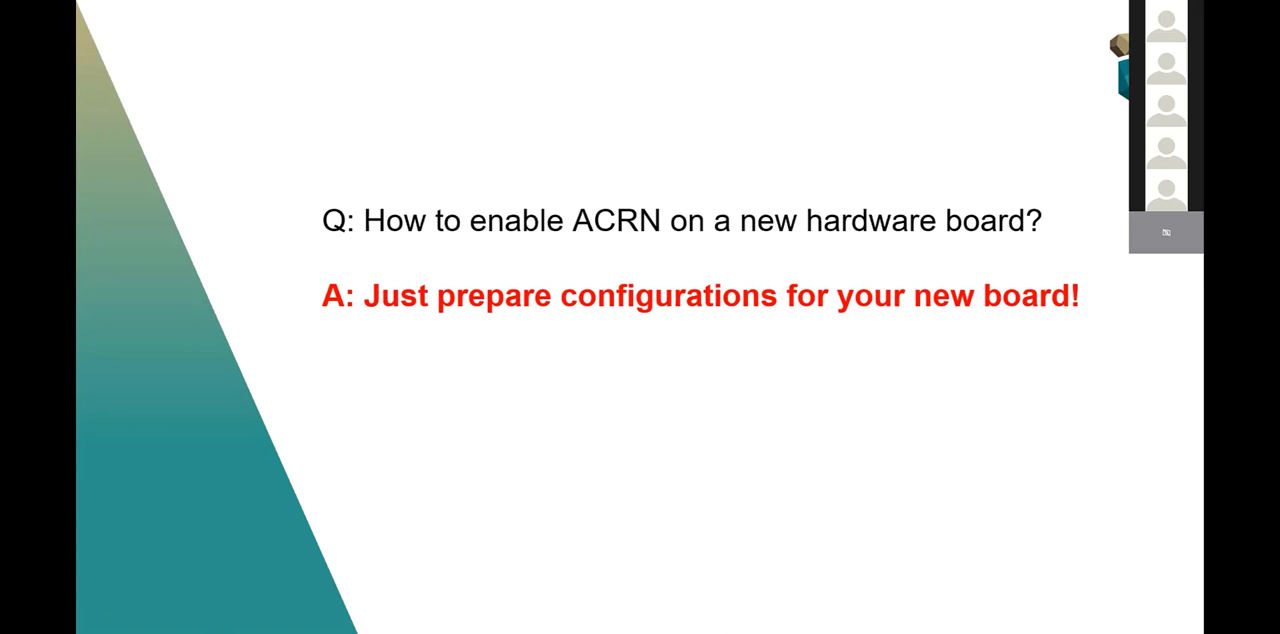 Q: How to enable ACRN on a new hardware board?
A: Just prepare configurations for your new board!